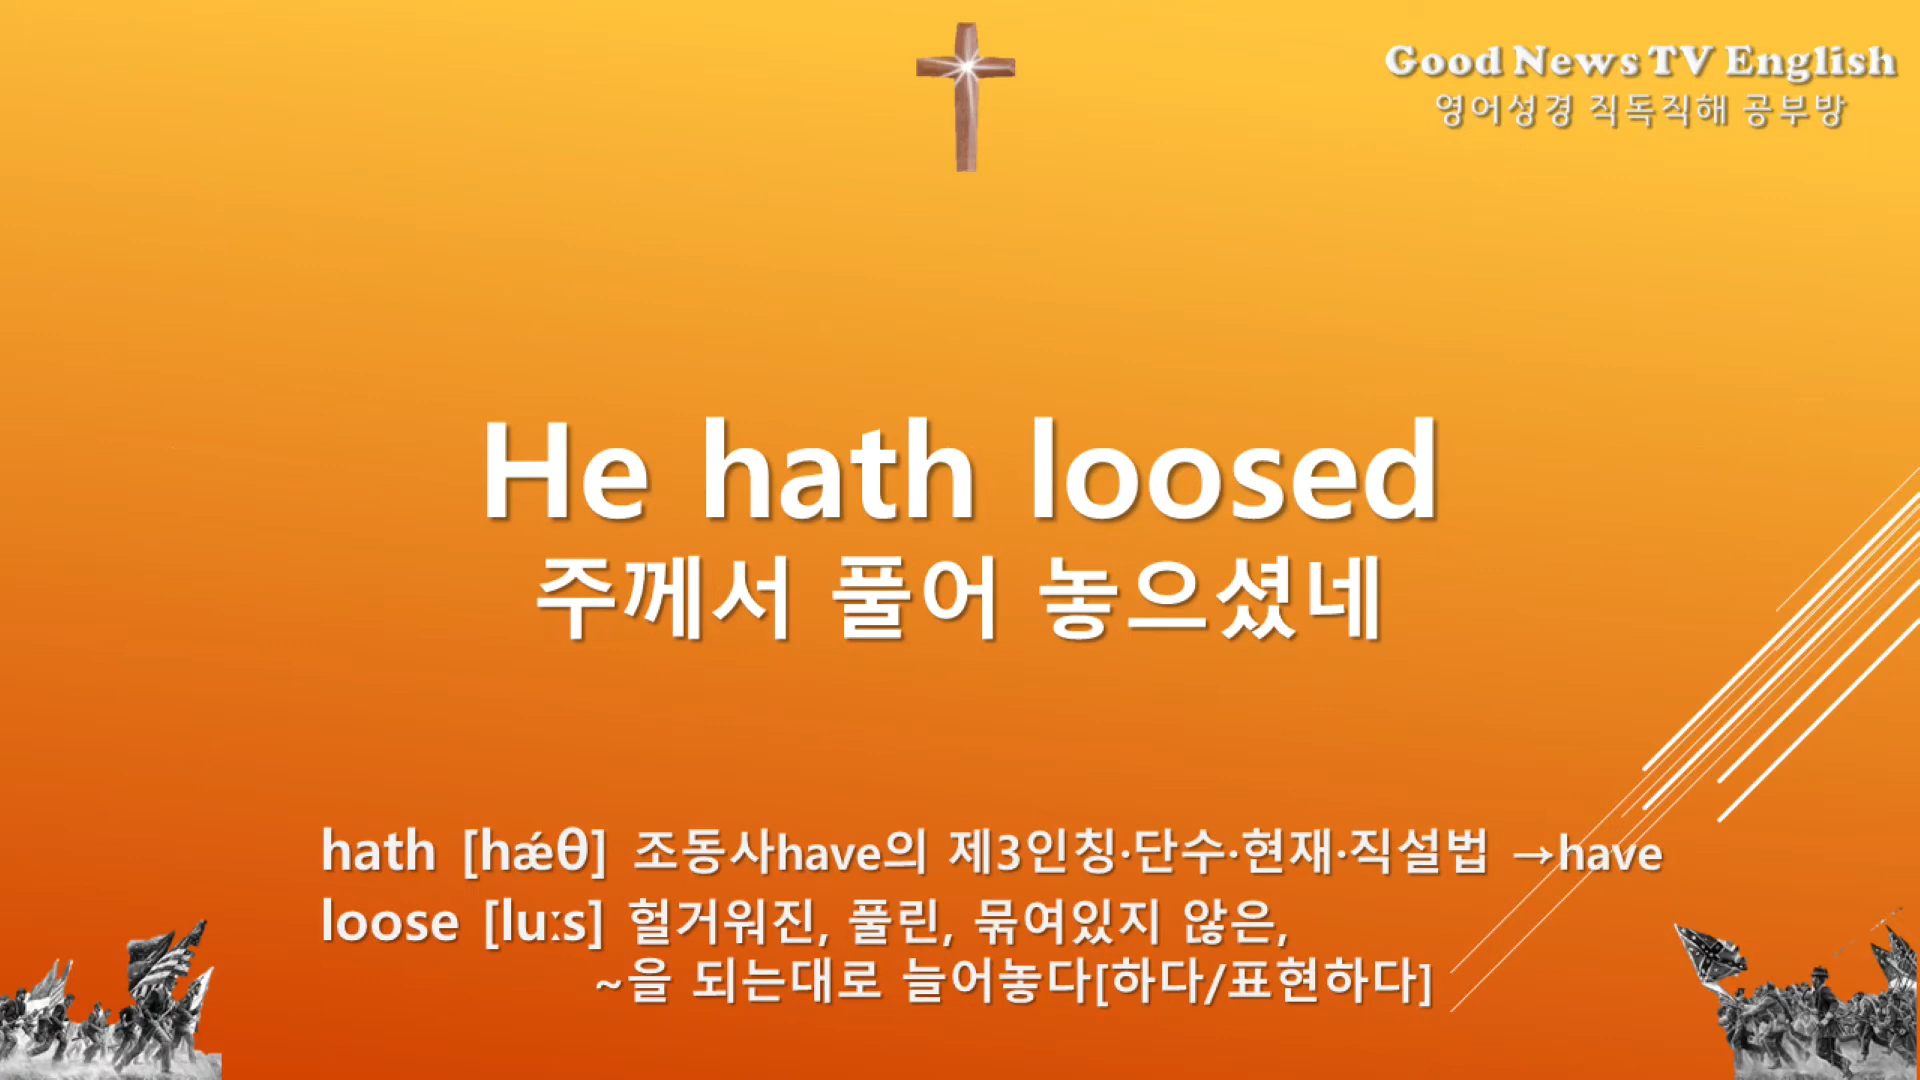 Good News TV English
영어성경 직독직해 공부방
He hath loosed
주께서 풀어 놓으셨네
hath [hǽθ] 조동사have의 제3인칭·단수·현재·직설법 →have
loose [luːs] 헐거워진, 풀린, 묶여있지 않은,
~을 되는대로 늘어놓다[하다/표현하다]